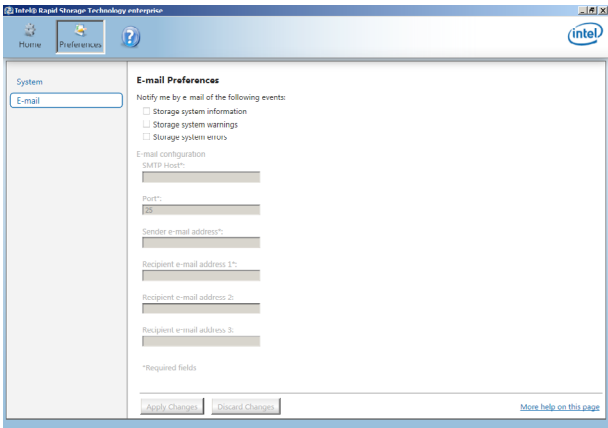 Intel® Rapid Storage Technology enterprise
Home
Preferences
?
intel
System
E-mail
E-mail Preferences
Notify me by e mail of the following events:
Storage system information
Storage system warnings
Storage system errors
E-mail configuration
SMTP Host*:
Port*:
25
Sender e-mail address*:
Recipient e-mail address 1*:
Recipient e-mail address 2:
Recipient e-mail address 3:
*Required fields
Apply Changes
Discard Changes
More help on this page